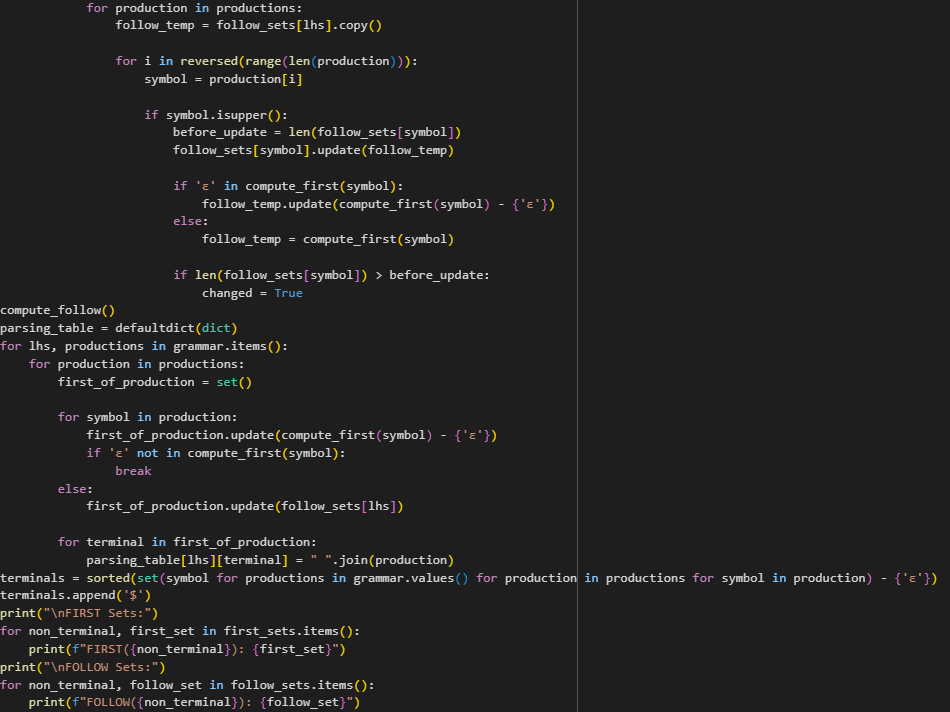 for production in productions:
follow_temp = follow_sets[lhs].copy()
for i in reversed(range(len(production))):
symbol = production[i]
if symbol.isupper():
before_update = len(follow_sets[symbol])
follow_sets[symbol].update(follow_temp)
if 'ε' in compute_first(symbol):
follow_temp.update(compute_first(symbol) - {'ε'})
else:
follow_temp = compute_first(symbol)
if len(follow_sets[symbol]) > before_update:
changed = True
compute_follow()
parsing_table = defaultdict(dict)
for lhs, productions in grammar.items():
for production in productions:
first_of_production = set()
for symbol in production:
first_of_production.update(compute_first(symbol) - {'ε'})
if 'ε' not in compute_first(symbol):
break
else:
first_of_production.update(follow_sets[lhs])
for terminal in first_of_production:
parsing_table[lhs][terminal] = " ".join(production)
terminals = sorted(set(symbol for productions in grammar.values() for production in productions for symbol in production) - {'ε'})
terminals.append('$')
print("\nFIRST Sets:")
for non_terminal, first_set in first_sets.items():
print(f"FIRST({non_terminal}): {first_set}")
print("\nFOLLOW Sets:")
for non_terminal, follow_set in follow_sets.items():
print(f"FOLLOW({non_terminal}): {follow_set}")